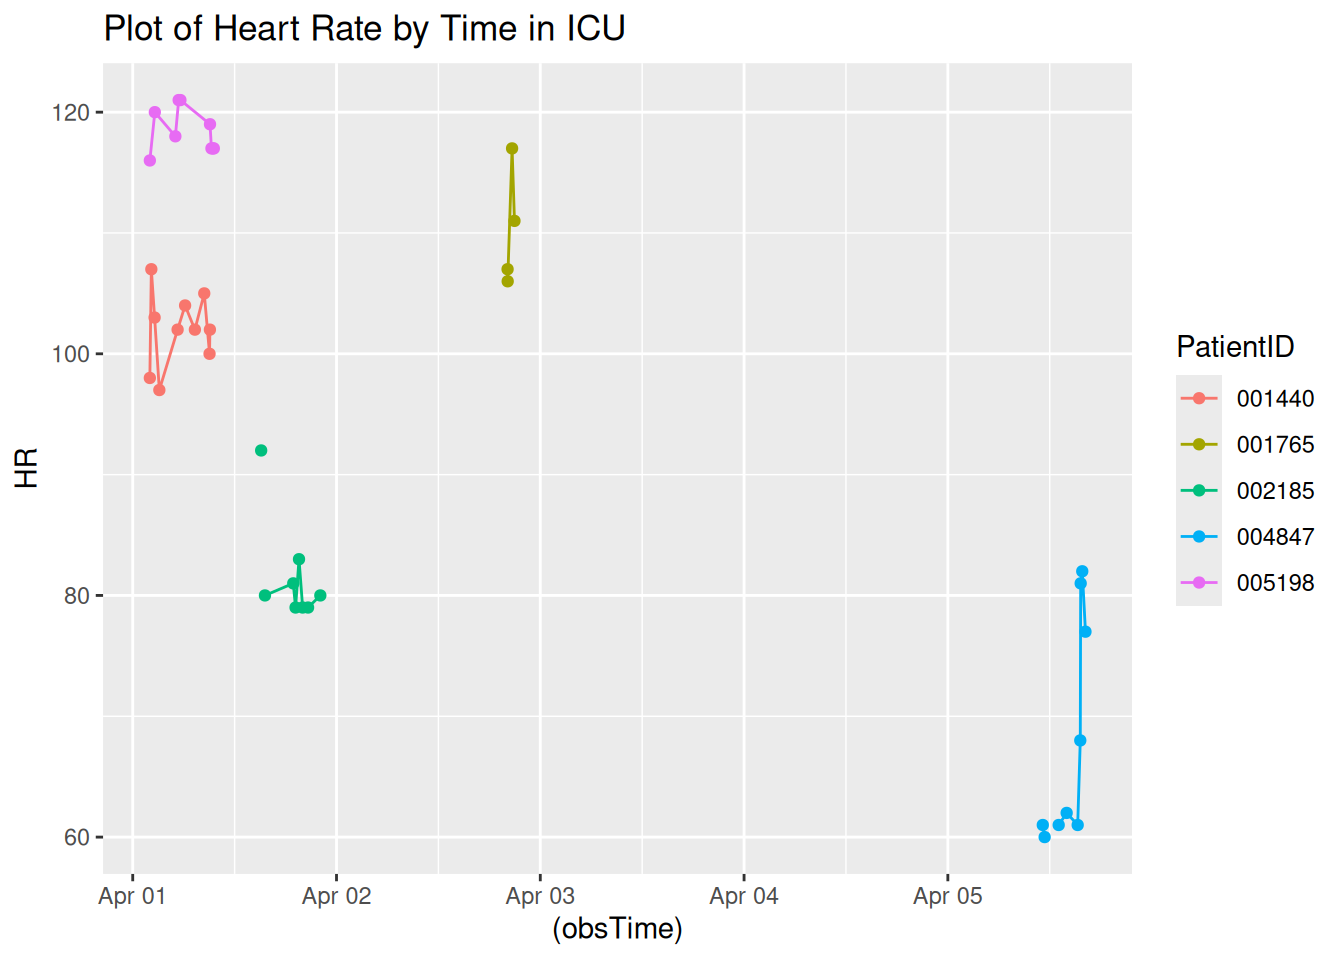 Plot of Heart Rate by Time in ICU
120
100
80
60
HR
Apr 01
Apr 02
Apr 03
Apr 04
Apr 05
(obsTime)
PatientID
001440
001765
002185
004847
005198